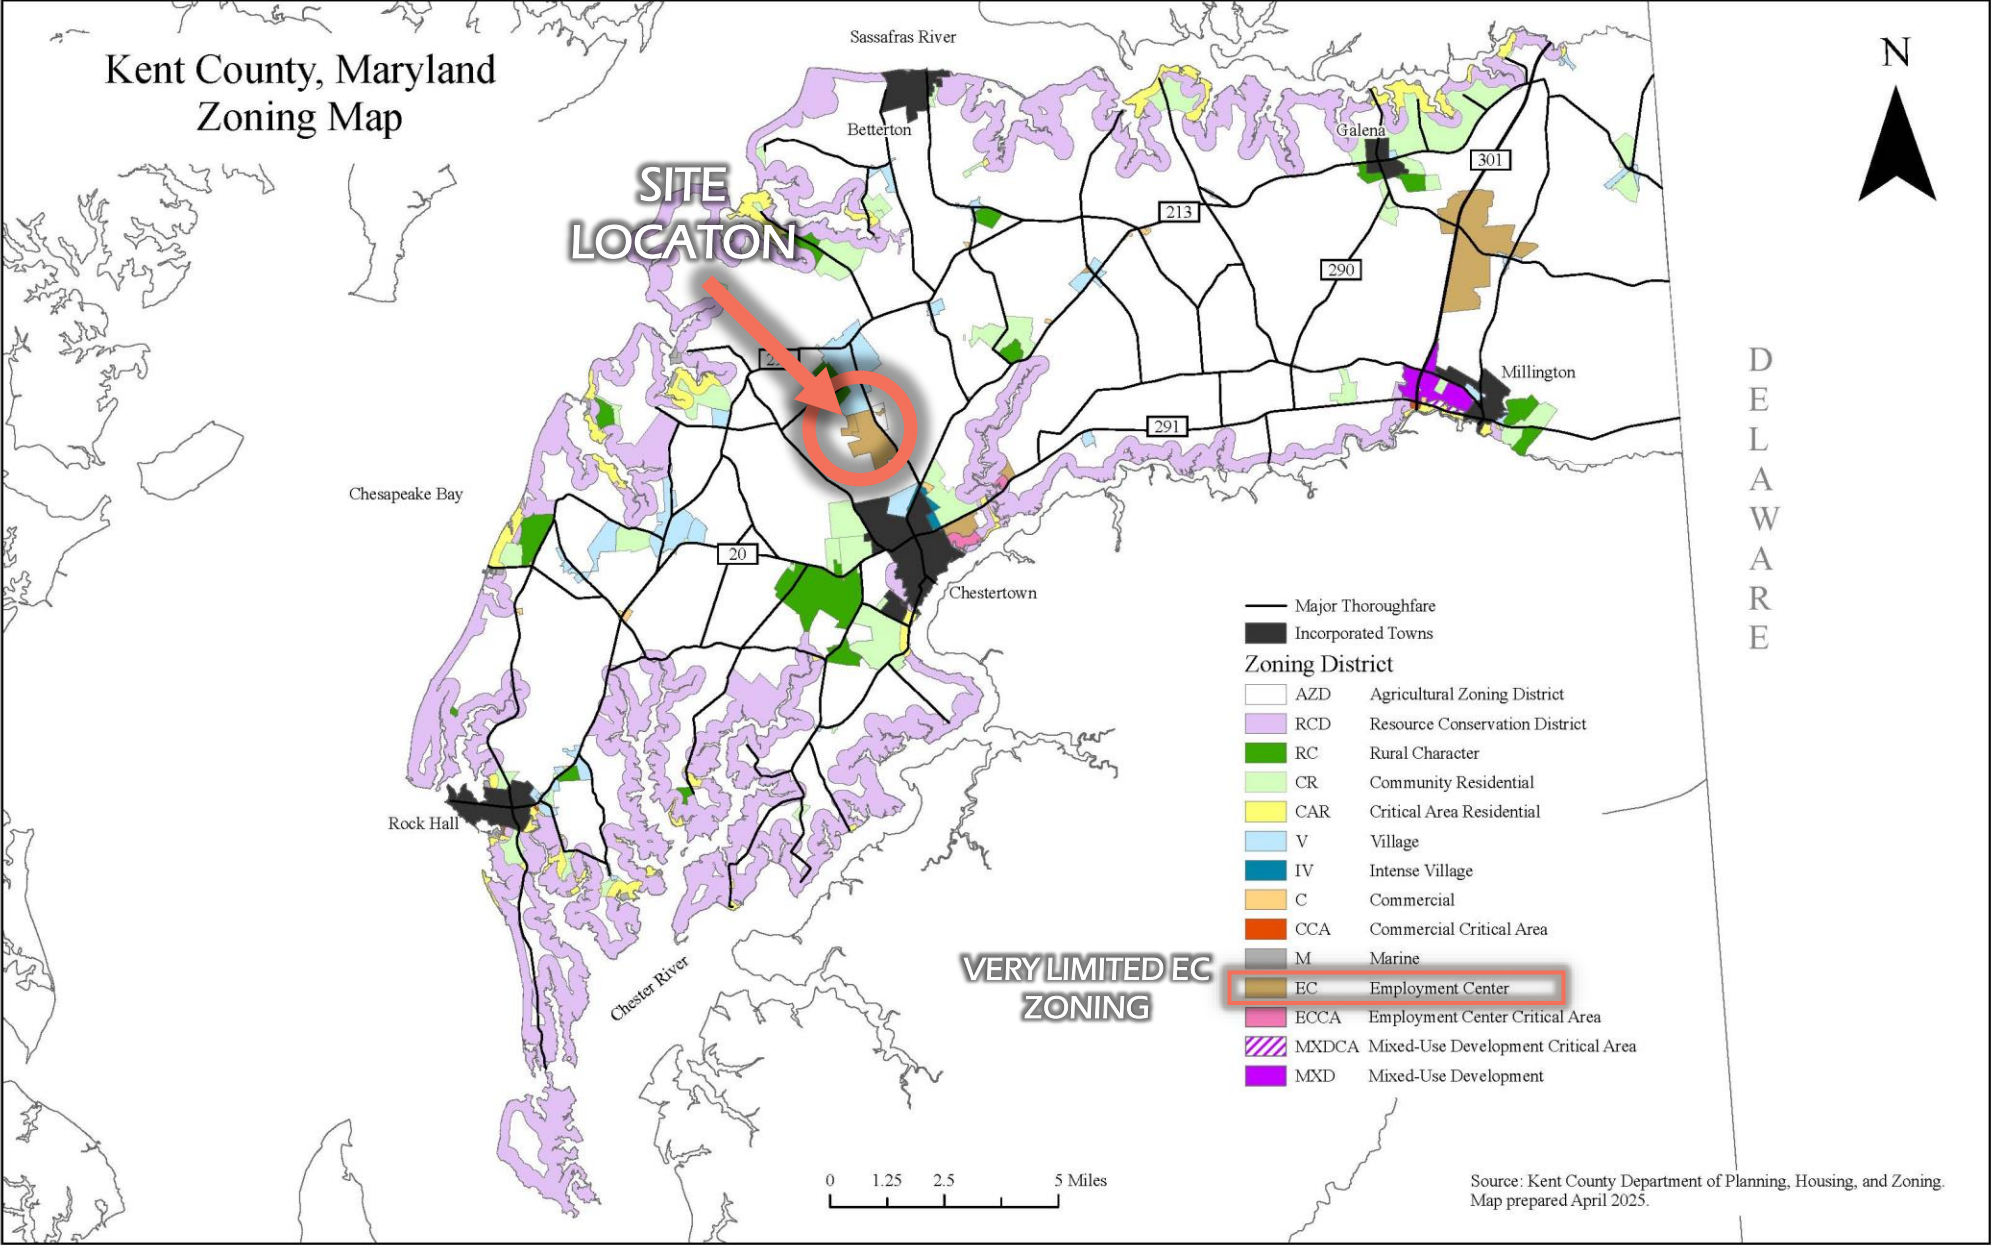 Kent County, Maryland
Zoning Map
Sassafras River
N
Betterton
Galena
301
SITE
LOCATON
213
290
Millington
291
Chesapeake Bay
20
Chestertown
DELAWARE
Rock Hall
Chester River
Major Thoroughfare
Incorporated Towns
Zoning District
AZD Agricultural Zoning District
RCD Resource Conservation District
RC Rural Character
CR Community Residential
CAR Critical Area Residential
V Village
IV Intense Village
C Commercial
CCA Commercial Critical Area
M Marine
EC Employment Center
ECCA Employment Center Critical Area
MXDCA Mixed-Use Development Critical Area
MXD Mixed-Use Development
VERY LIMITED EC
ZONING
0 1.25 2.5 5 Miles
Source: Kent County Department of Planning, Housing, and Zoning.
Map prepared April 2025.